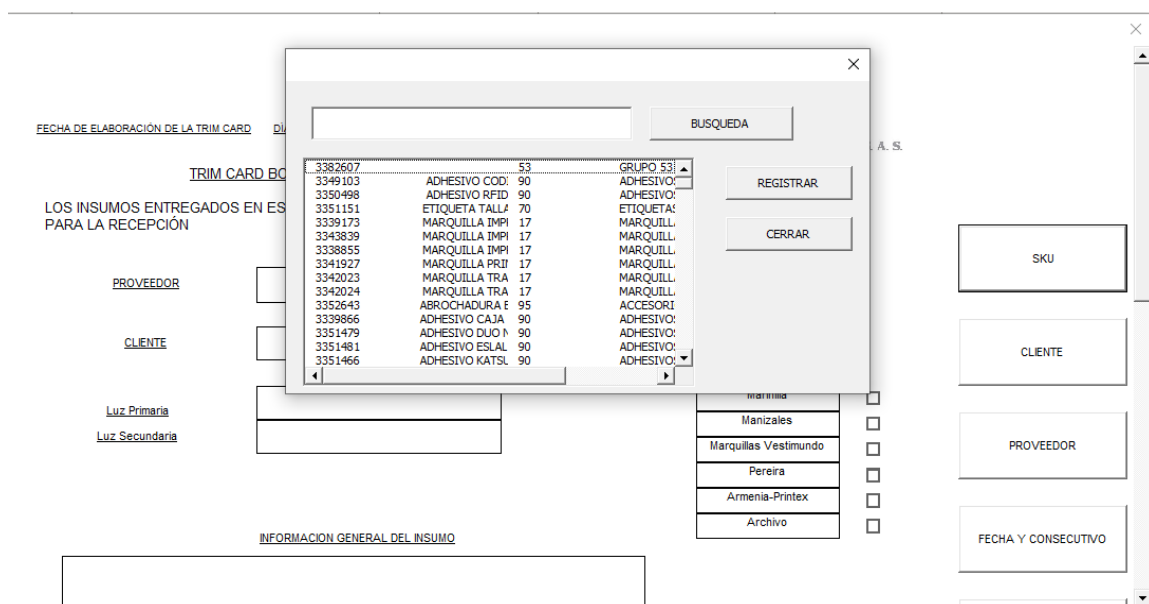 FECHA DE ELABORACIÓN DE LA TRIM CARD
A. S.
TRIM CARD
LOS INSUMOS ENTREGADOS EN
PARA LA RECEPCIÓN
PROVEEDOR
CLIENTE
Luz Primaria
Luz Secundaria
INFORMACION GENERAL DEL INSUMO
BUSQUEDA
3382607 53 GRUPO 53
3349103 ADHESIVO 90 ADHESIVO
3350498 ADHESIVO RFID 90 ADHESIVO
3351151 ETIQUETA TALLA 70 ETIQUETAS
3339173 MARQUILLA IMP 17 MARQUILL
3343839 MARQUILLA IMP 17 MARQUILL
3338855 MARQUILLA IMP 17 MARQUILL
3341927 MARQUILLA PRI 17 MARQUILL
3342023 MARQUILLA TRA 17 MARQUILL
3342024 MARQUILLA TRA 17 MARQUILL
3352643 ABROCHADURA 95 ACCESORI
3339866 ADHESIVO CAJA 90 ADHESIVO
3351479 ADHESIVO DUO 90 ADHESIVO
3351481 ADHESIVO ESLAL 90 ADHESIVO
3351466 ADHESIVO KATSU 90 ADHESIVO
REGISTRAR
CERRAR
Marinilla
Manizales
Marquillas Vestimundo
Pereira
Armenia-Printex
Archivo
SKU
CLIENTE
PROVEEDOR
FECHA Y CONSECUTIVO